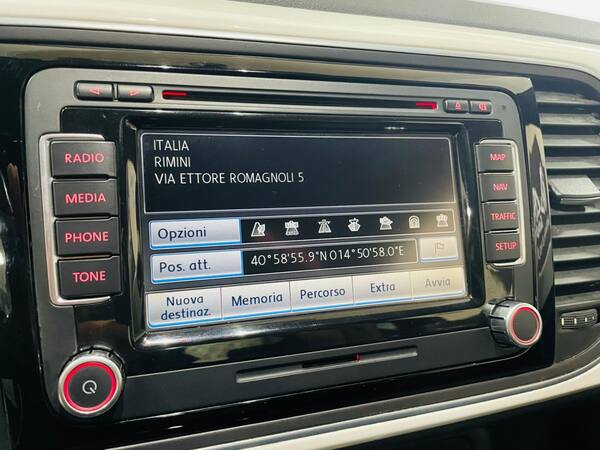 RADIO
MEDIA
PHONE
TONE
ITALIA
RIMINI
VIA ETTORE ROMAGNOLI 5
Opzioni
Pos. att.
40°58'55.9"N 014°50'58.0"E
Nuova
destinaz.
Memoria
Percorso
Extra
Avvia
MAP
NAV
TRAFFIC
SETUP